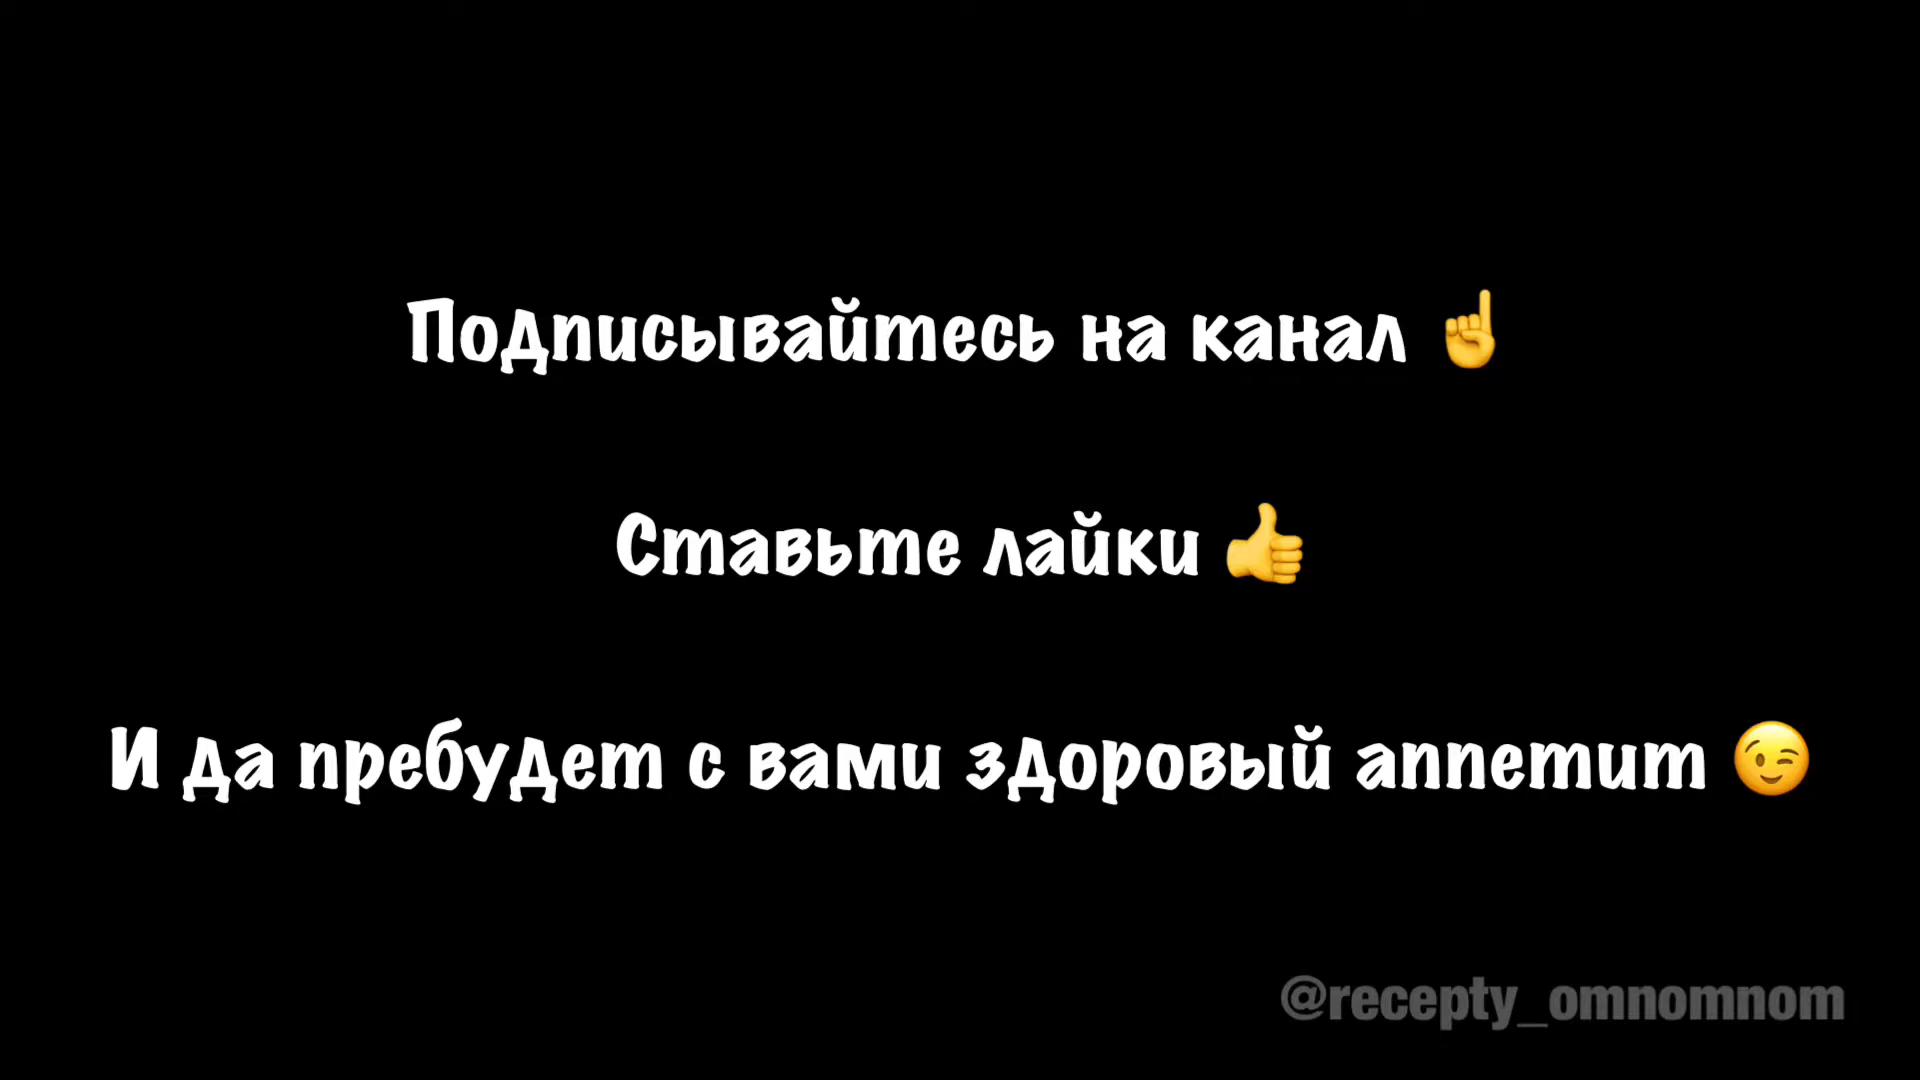 Подписывайтесь на канал ☝️
Ставьте лайки 👍
И да пребудет с вами здоровый аппетит 😉
@recepty_omnomnom